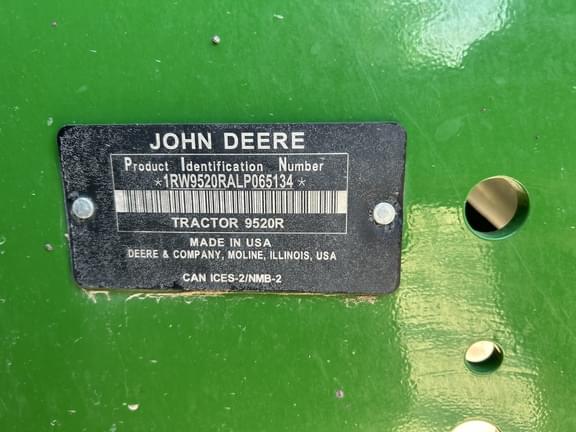 JOHN DEERE
Product Identification Number
*1RW9520RALP065134*
TRACTOR 9520R
MADE IN USA
DEERE & COMPANY, MOLINE, ILLINOIS, USA
CAN ICES-2/NMB-2